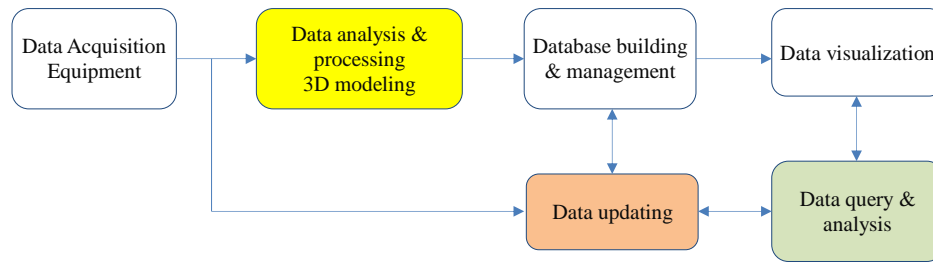 Data Acquisition
Equipment
Data analysis &
processing
3D modeling
Database building
& management
Data visualization
Data updating
Data query &
analysis